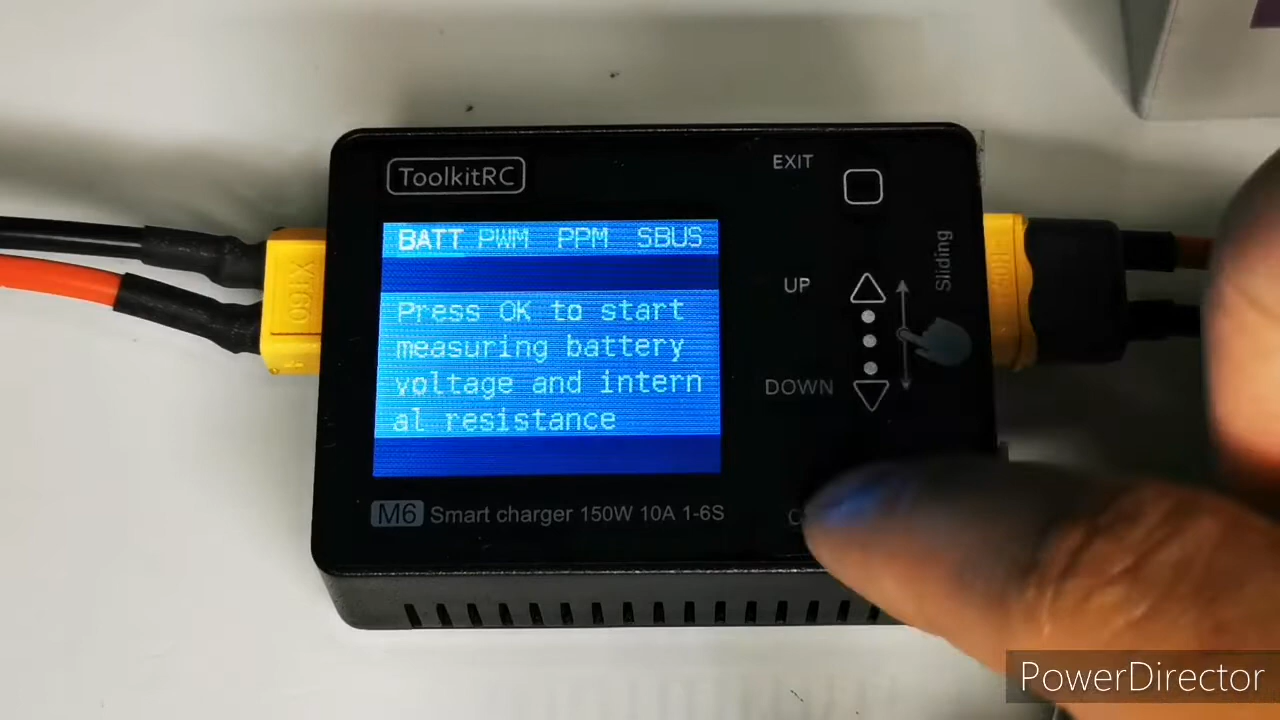 ToolkitRC
EXIT
BATT PWM PPM SBUS
Sliding
UP
Press OK to start
measuring battery
voltage and intern
al resistance
DOWN
XT60
M6 Smart charger 150W 10A 1-6S
PowerDirector